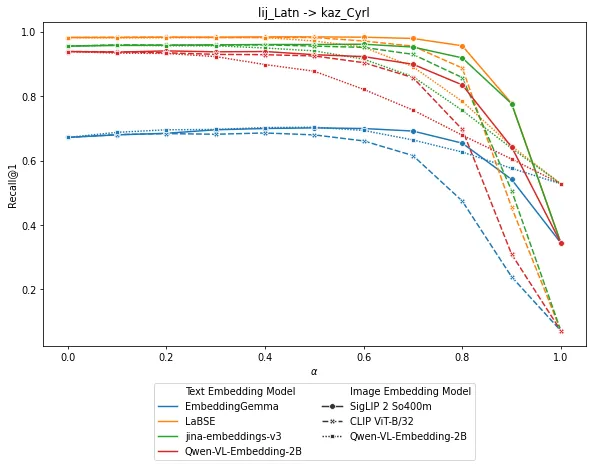 lij_Latn -> kaz_Cyrl
Recall@1
1.0
0.8
0.6
0.4
0.2
0.0 0.2 0.4 0.6 0.8 1.0
α
Text Embedding Model
EmbeddingGemma
LaBSE
jina-embeddings-v3
Qwen-VL-Embedding-2B
Image Embedding Model
SigLIP 2 So400m
CLIP ViT-B/32
Qwen-VL-Embedding-2B